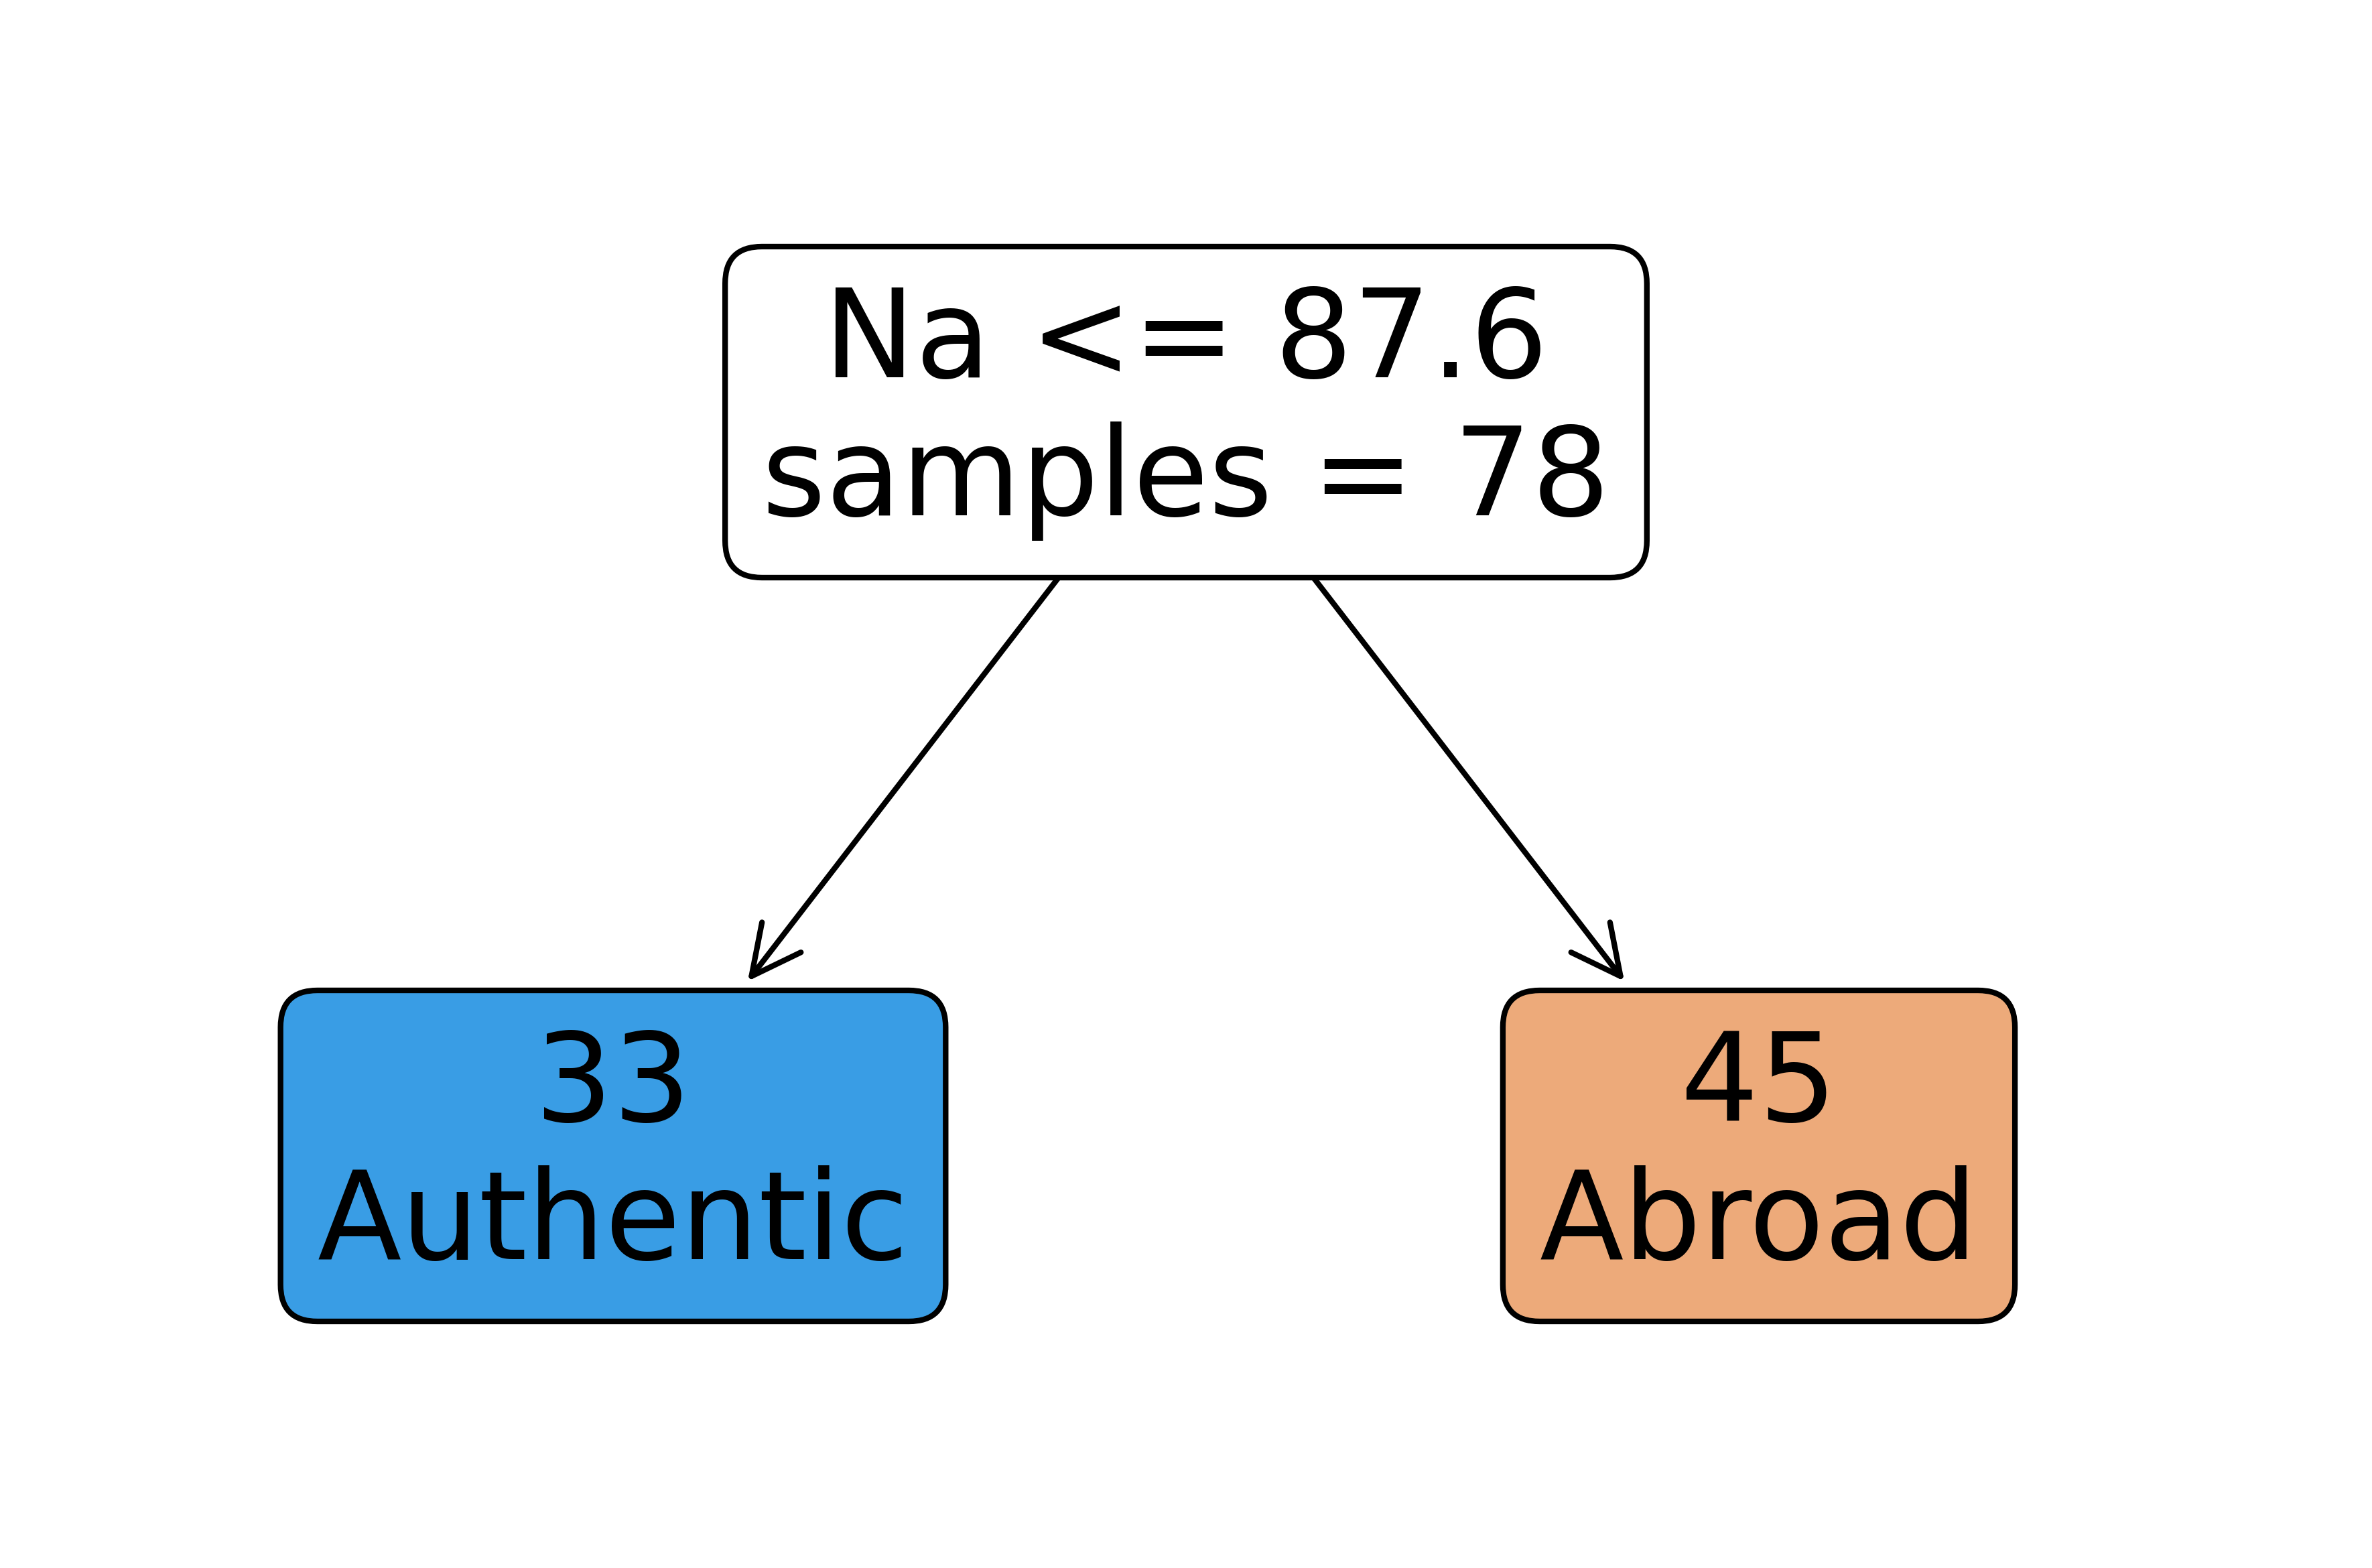 Na <= 87.6
samples = 78
33
Authentic
45
Abroad